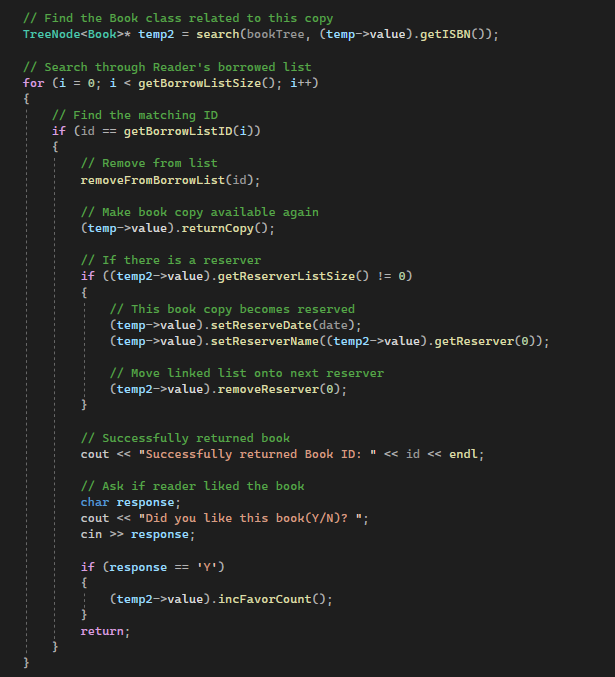 // Find the Book class related to this copy
TreeNode<Book>* temp2 = search(bookTree, (temp->value).getISBN());
// Search through Reader's borrowed list
for (i = 0; i < getBorrowListSize(); i++)
{
// Find the matching ID
if (id == getBorrowListID(i))
{
// Remove from list
removeFromBorrowList(id);
// Make book copy available again
(temp->value).returnCopy();
// If there is a reserver
if ((temp2->value).getReserverListSize() != 0)
{
// This book copy becomes reserved
(temp->value).setReserveDate(date);
(temp->value).setReserverName((temp2->value).getReserver(0));
// Move linked list onto next reserver
(temp2->value).removeReserver(0);
}
// Successfully returned book
cout << "Successfully returned Book ID: " << id << endl;
// Ask if reader liked the book
char response;
cout << "Did you like this book(Y/N)? ";
cin >> response;
if (response == 'Y')
{
(temp2->value).incFavorCount();
}
return;
}
}